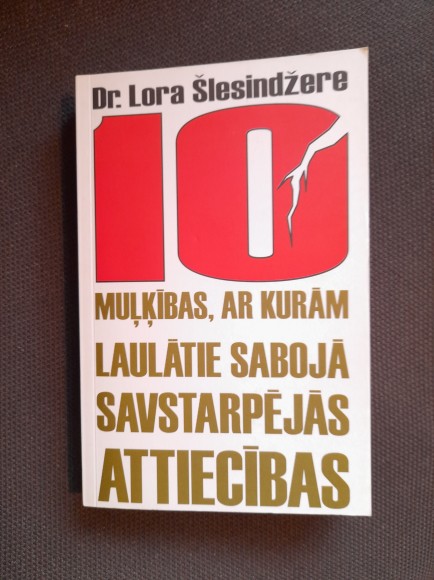 Dr. Lora Šlesindžere
10
MUĻĶĪBAS, AR KURĀM
LAULĀTIE SABOJĀ
SAVSTARPĒJĀS
ATTIECĪBAS